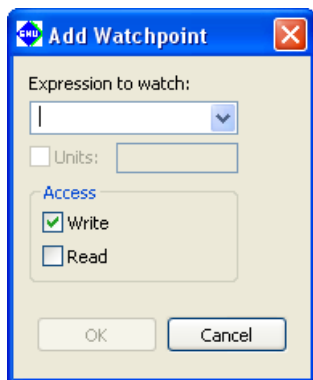 GNU Add Watchpoint
Expression to watch:
Units:
Access
Write
Read
OK Cancel